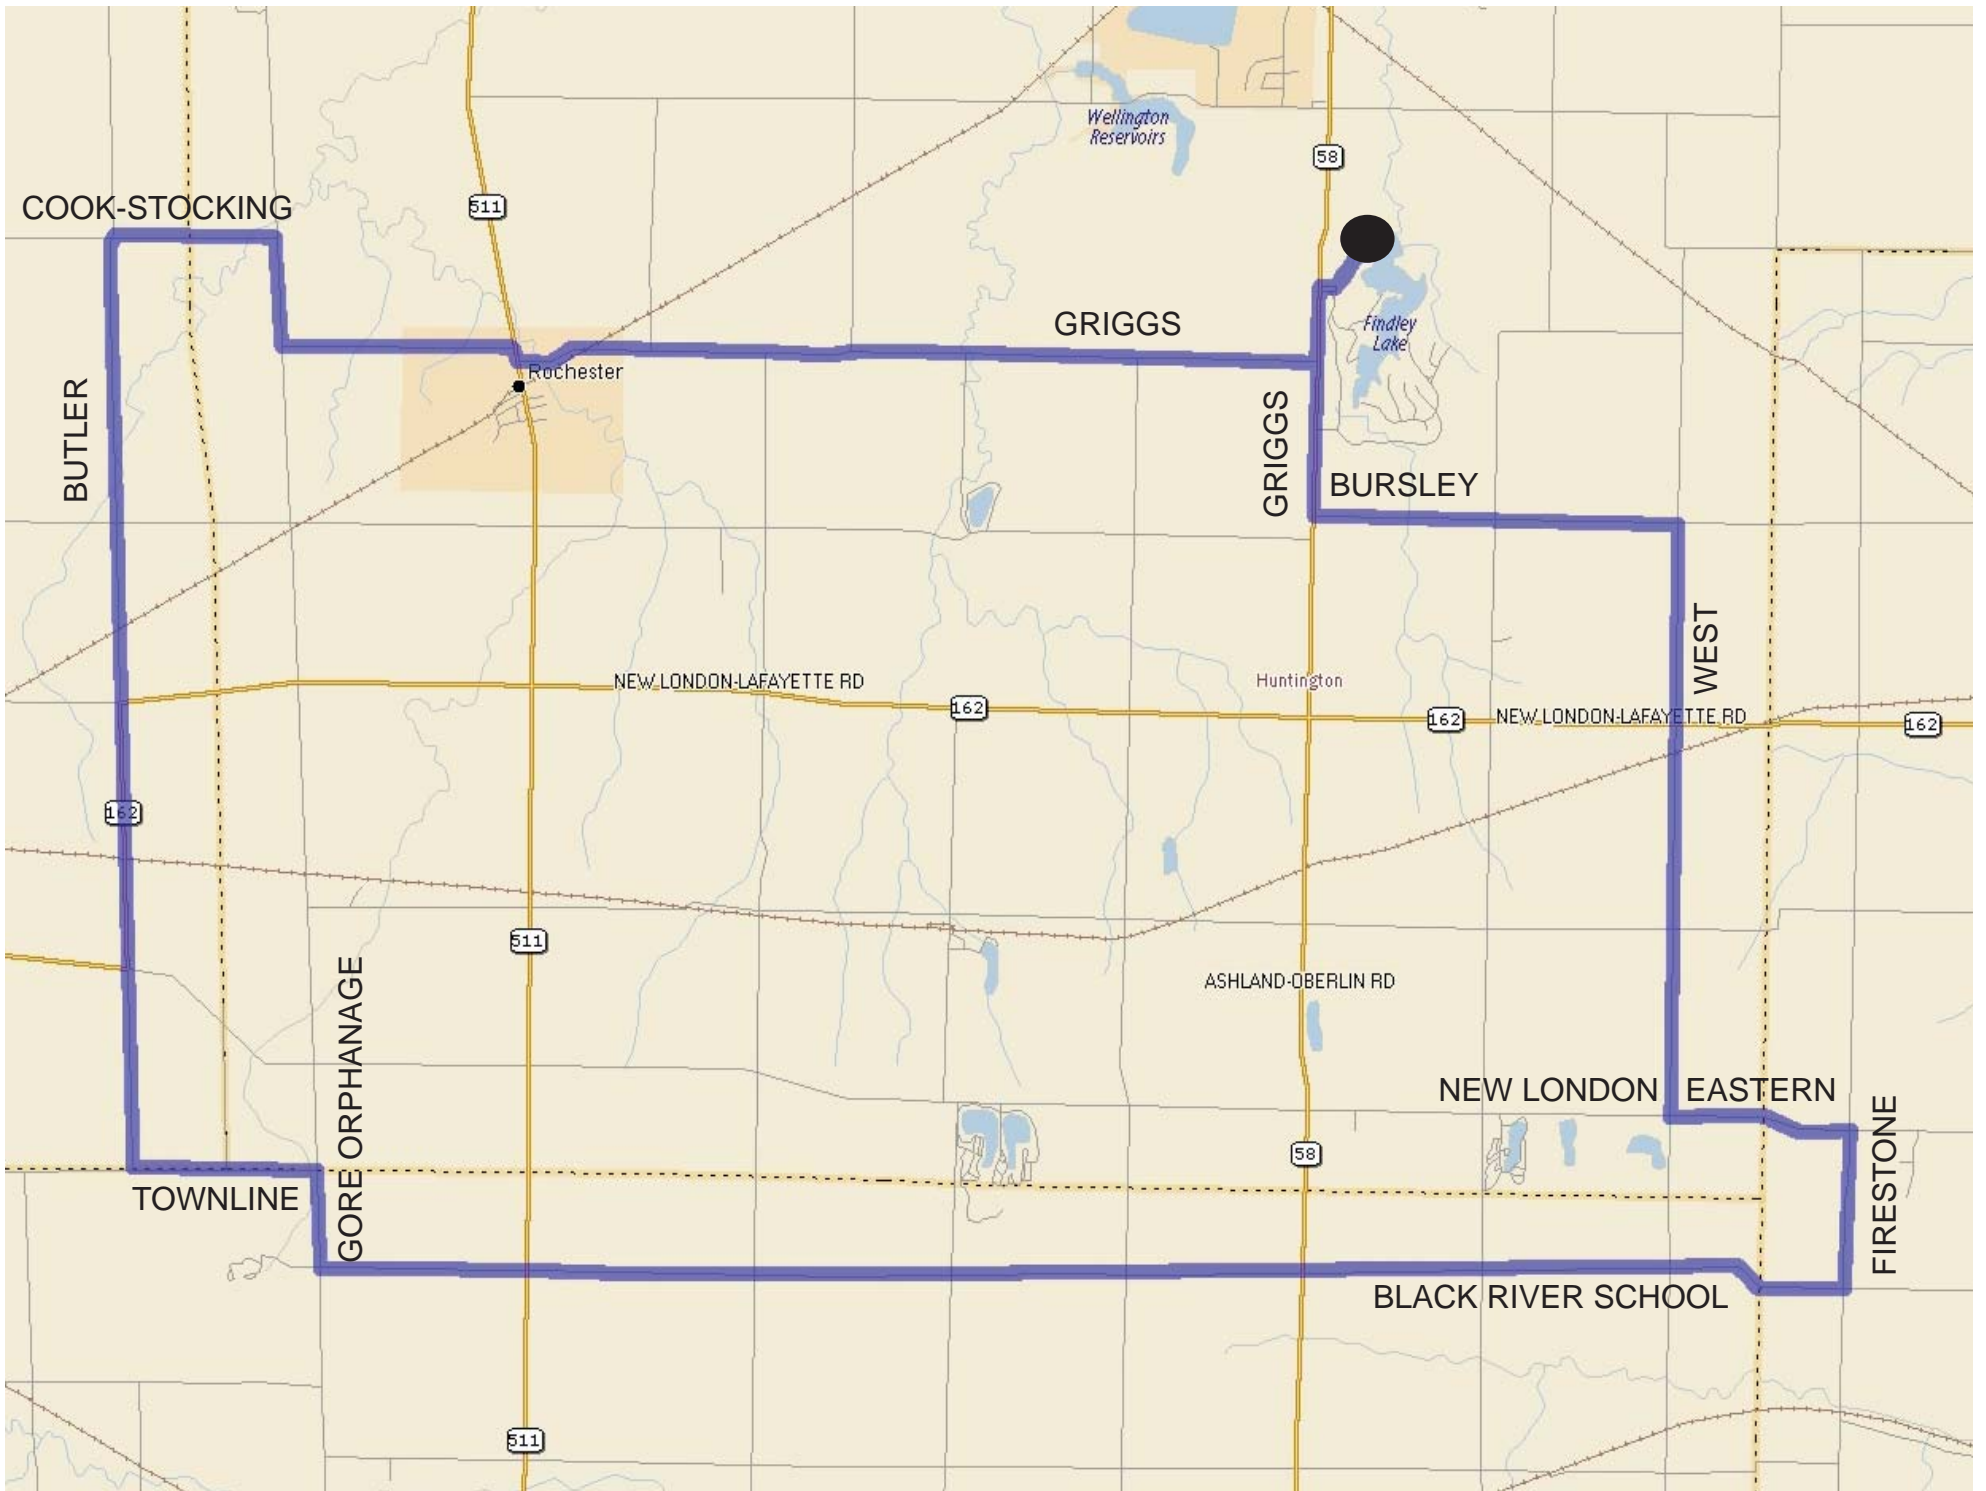 Wellington
Reservoirs
58
COOK-STOCKING
511
GRIGGS
Findley
Lake
Rochester
BUTLER
GRIGGS
BURSLEY
WEST
NEW LONDON-LAFAYETTE RD
Huntington
162
162
NEW LONDON-LAFAYETTE RD
162
162
511
ASHLAND-OBERLIN RD
GORE ORPHANAGE
NEW LONDON
EASTERN
58
FIRESTONE
TOWNLINE
BLACK RIVER SCHOOL
511